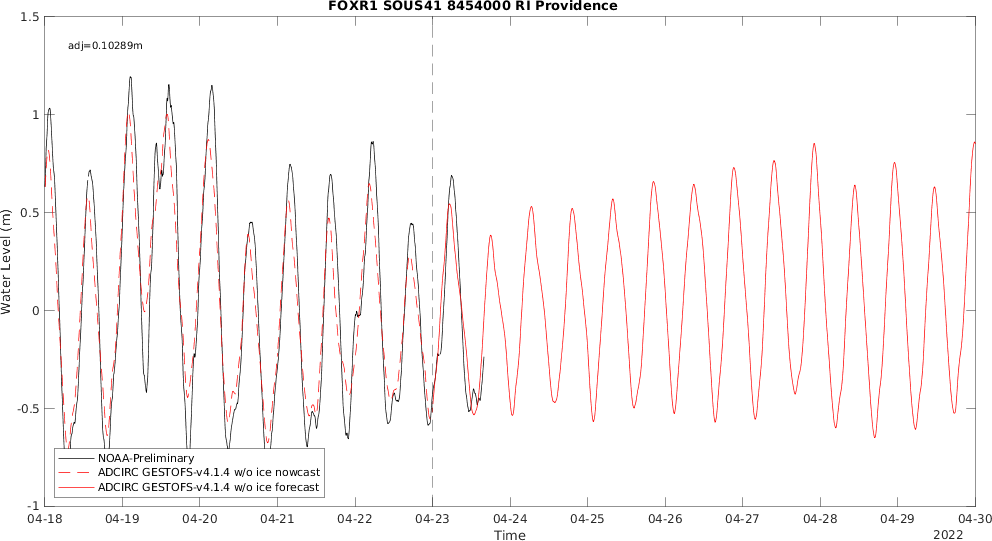 FOXR1 SOUS41 8454000 RI Providence
adj=0.10289m
1.5
1
0.5
0
-0.5
-1
Water Level (m)
NOAA-Preliminary
ADCIRC GESTOFS-v4.1.4 w/o ice nowcast
ADCIRC GESTOFS-v4.1.4 w/o ice forecast
04-18 04-19 04-20 04-21 04-22 04-23 04-24 04-25 04-26 04-27 04-28 04-29 04-30
Time
2022